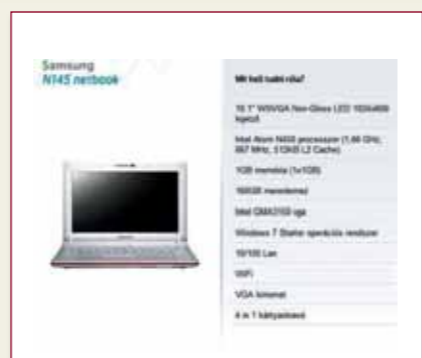 Samsung
N145 netbook
Mit kell tudni róla?
10.1" WSVGA Non-Gloss LED 1024x600
kijelző
Intel Atom N450 processzor (1,66 GHz,
667 MHz, 512KB L2 Cache)
1GB memória (1x1GB)
160GB merevlemez
Intel GMA3150 vga
Windows 7 Starter operációs rendszer
10/100 Lan
WiFi
VGA kimenet
4 in 1 kártyaolvasó